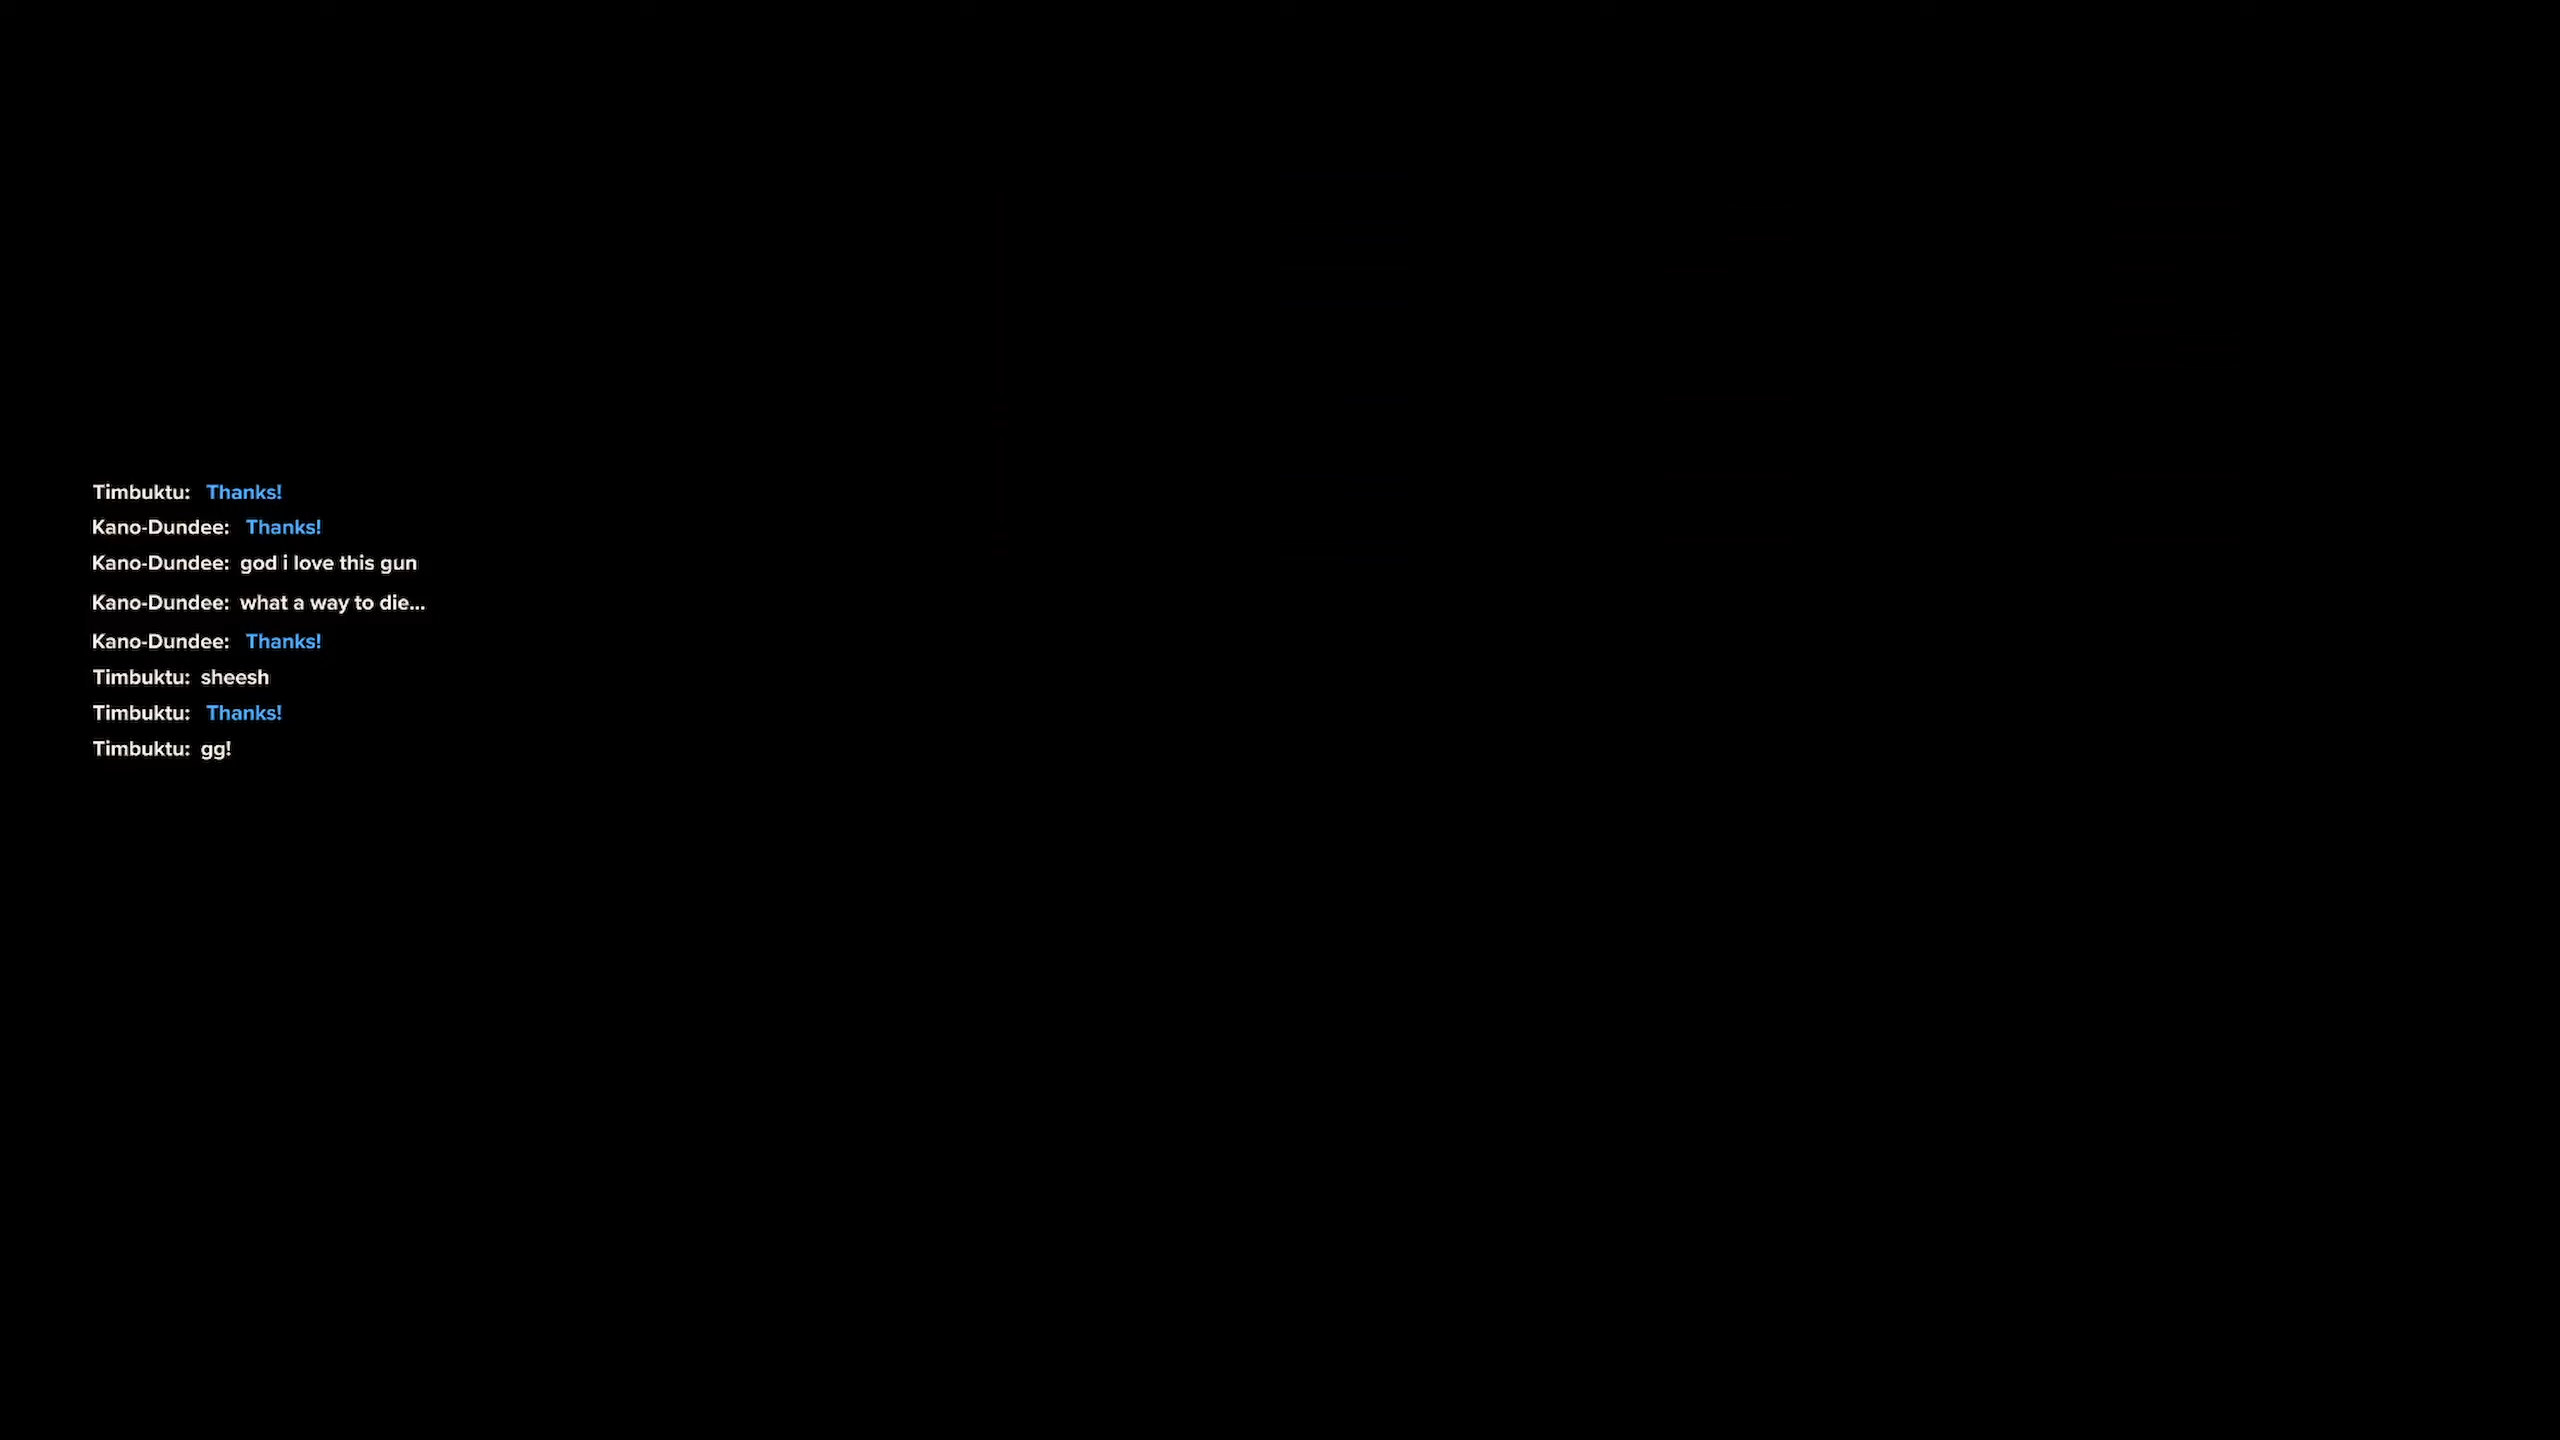 Timbuktu: Thanks!
Kano-Dundee: Thanks!
Kano-Dundee: god i love this gun
Kano-Dundee: what a way to die...
Kano-Dundee: Thanks!
Timbuktu: sheesh
Timbuktu: Thanks!
Timbuktu: gg!